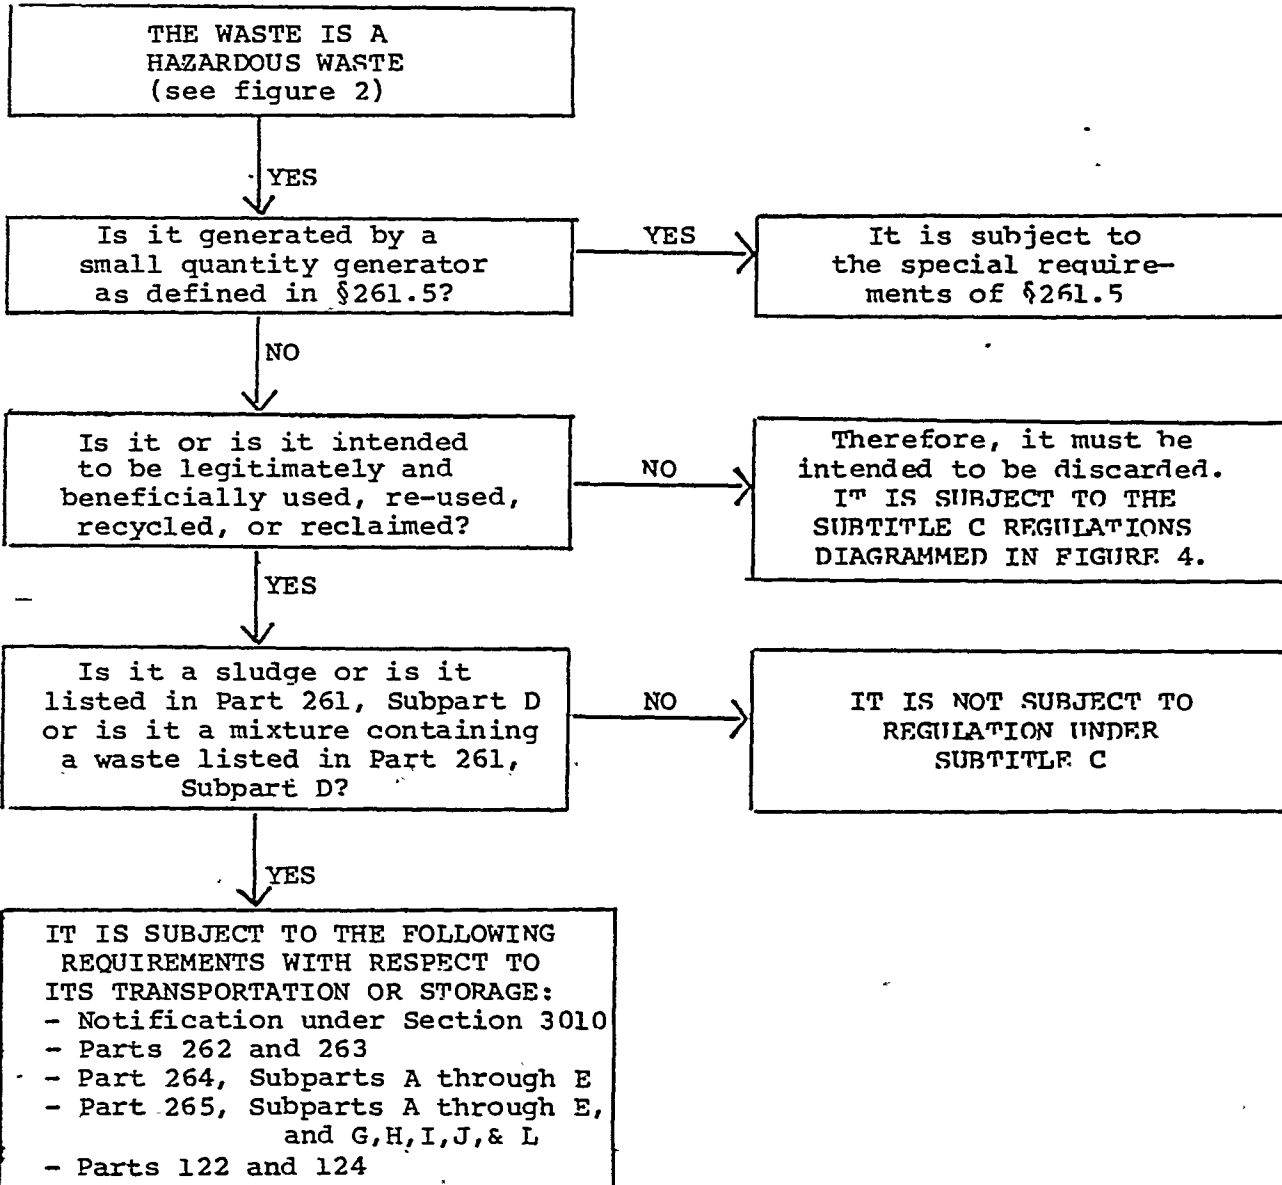 THE WASTE IS A
HAZARDOUS WASTE
(see figure 2)
YES
Is it generated by a
small quantity generator
as defined in §261.5?
YES
It is subject to
the special require-
ments of §261.5
NO
Is it or is it intended
to be legitimately and
beneficially used, re-used,
recycled, or reclaimed?
NO
Therefore, it must be
intended to be discarded.
IT IS SUBJECT TO THE
SUBTITLE C REGULATIONS
DIAGRAMMED IN FIGURE 4.
YES
Is it a sludge or is it
listed in Part 261, Subpart D
or is it a mixture containing
a waste listed in Part 261,
Subpart D?
NO
IT IS NOT SUBJECT TO
REGULATION UNDER
SUBTITLE C
YES
IT IS SUBJECT TO THE FOLLOWING
REQUIREMENTS WITH RESPECT TO
ITS TRANSPORTATION OR STORAGE:
- Notification under Section 3010
- Parts 262 and 263
- Part 264, Subparts A through E
- Part 265, Subparts A through E,
and G,H,I,J,& L
- Parts 122 and 124